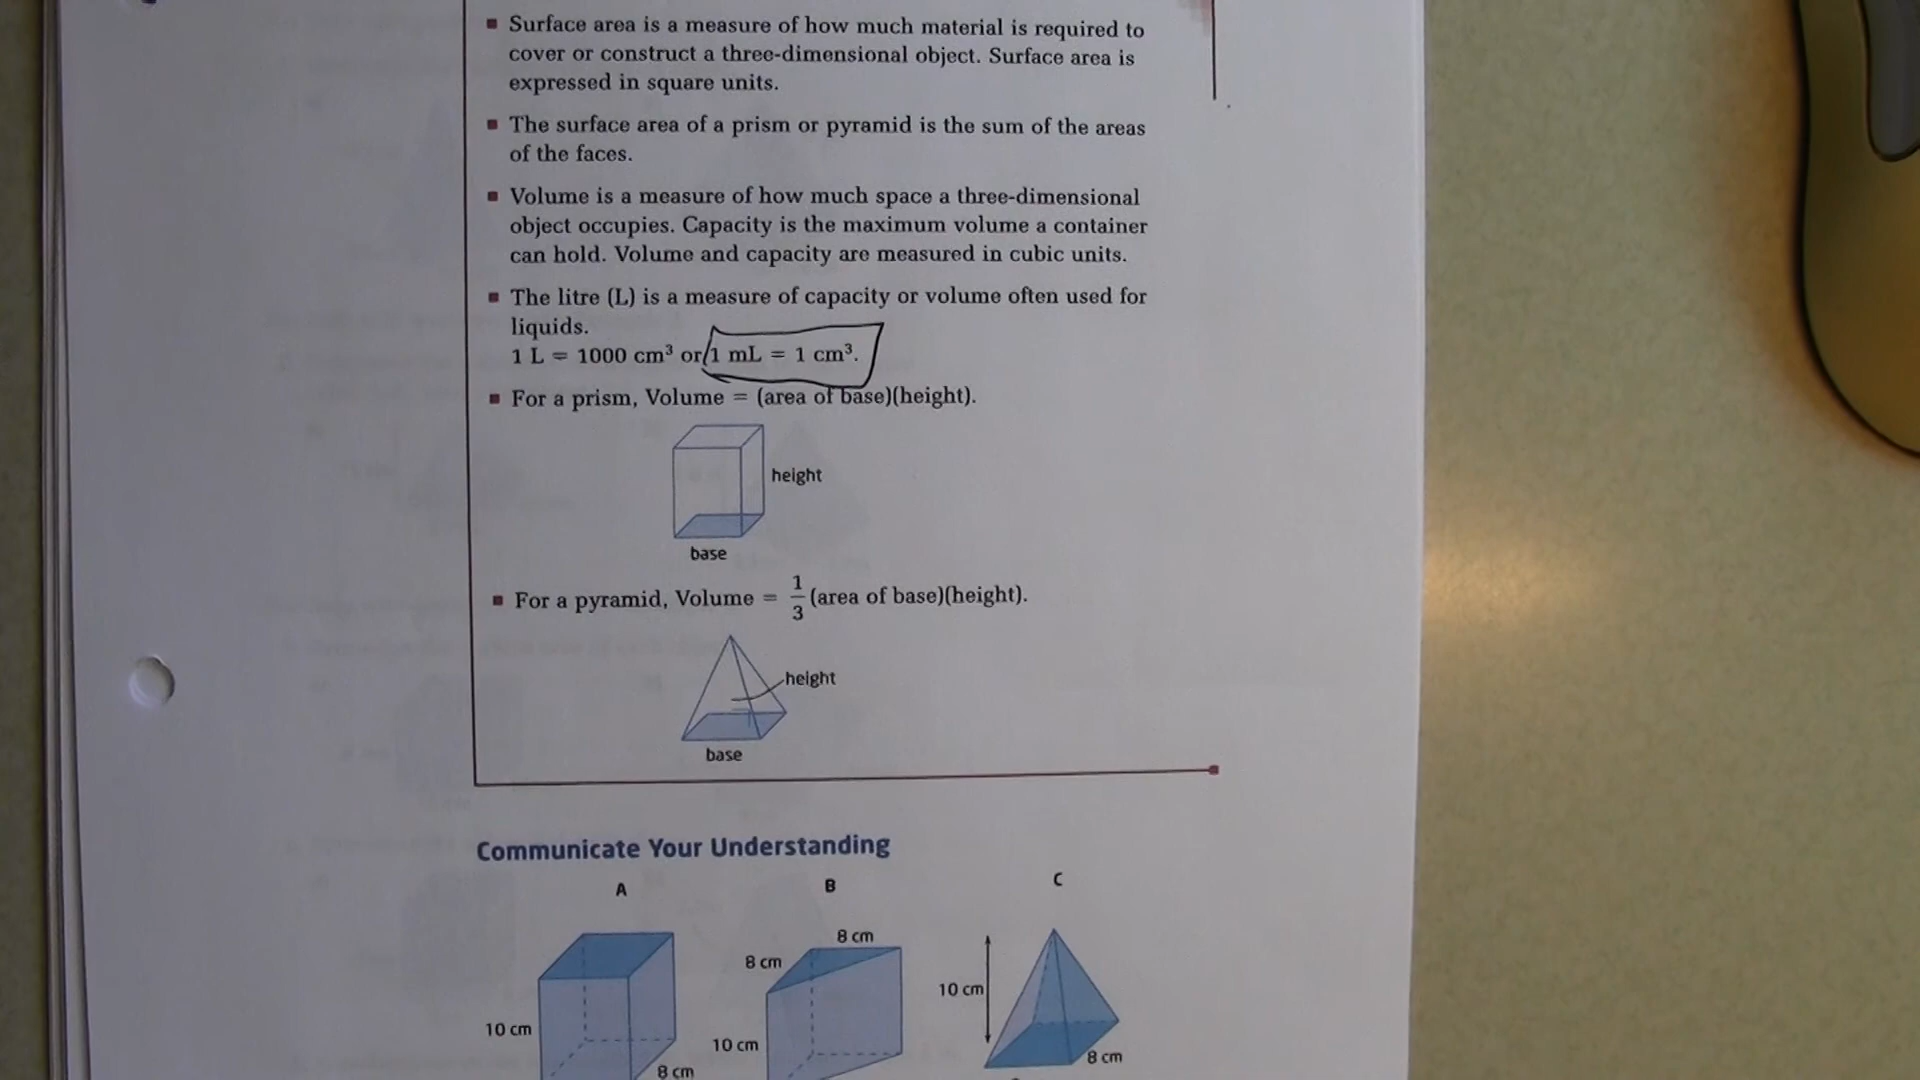 ▪ Surface area is a measure of how much material is required to
cover or construct a three-dimensional object. Surface area is
expressed in square units.
▪ The surface area of a prism or pyramid is the sum of the areas
of the faces.
▪ Volume is a measure of how much space a three-dimensional
object occupies. Capacity is the maximum volume a container
can hold. Volume and capacity are measured in cubic units.
▪ The litre (L) is a measure of capacity or volume often used for
liquids.
1 L = 1000 cm³ or 1 mL = 1 cm³.
▪ For a prism, Volume = (area of base)(height).
height
base
▪ For a pyramid, Volume = 1/3 (area of base)(height).
height
base
Communicate Your Understanding
A B C
8 cm
8 cm
10 cm
10 cm
10 cm
8 cm
8 cm